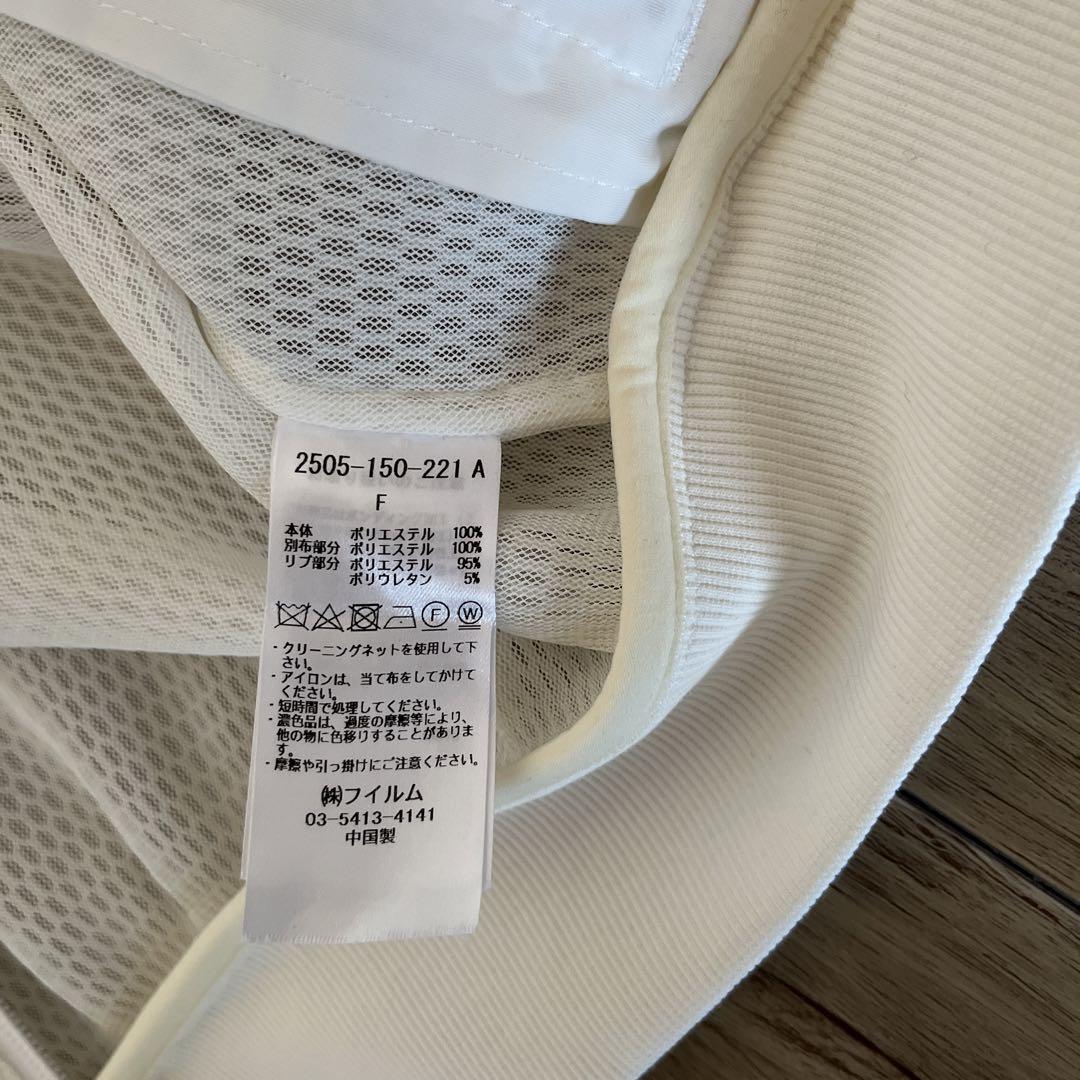 2505-150-221 A
F
本体 ポリエステル 100%
別布部分 ポリエステル 100%
リブ部分 ポリエステル 95%
ポリウレタン 5%
F W
・クリーニングネットを使用して下
さい。
・アイロンは、当て布をしてかけて
ください。
・短時間で処理してください。
・濃色品は、過度の摩擦等により、
他の物に色移りすることがありま
す。
・摩擦や引っ掛けにご注意ください。
㈱フイルム
03-5413-4141
中国製